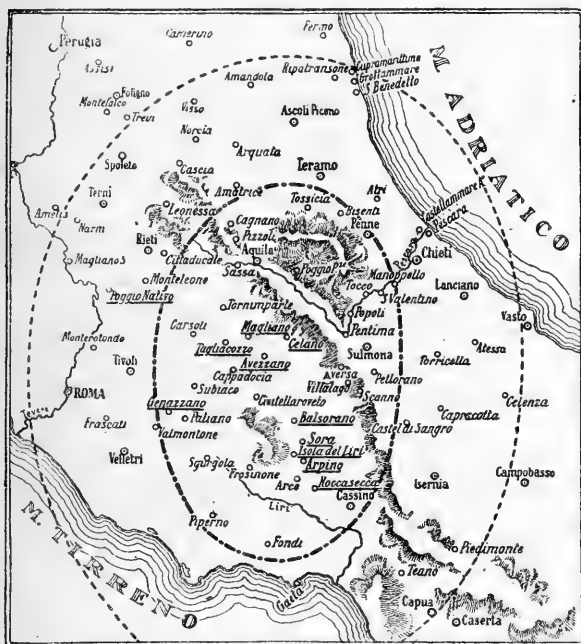 Fermo
Camerino
Perugia
M. ADRIATICO
Assisi
Amandola
Ripatransone
Cupramarittima
Grottammare
S. Benedetto
Foligno
Montefalco
Trevi
Visso
Ascoli Piceno
Norcia
Arquata
Spoleto
Teramo
Cascia
Terni
Amatrice
Atri
Leonessa
Tossicia
Bisenti
Castellammare A.
Amelia
Narni
Cagnano
Penne
Pescara
Pizzoli
Rieti
Aquila
Chieti
Magliano S
Cittaducale
Sassa
Poggio
Manoppello
Tocco
Monteleone
S. Valentino
Lanciano
Poggio Nativo
Popoli
Vasto
Tornimparte
Pentima
Carsoli
Magliano
Celano
Atessa
Monterotondo
Tagliacozzo
Sulmona
Torricella
Avezzano
Tivoli
Cappadocia
Aversa
Pettorano
Subiaco
Villalago
ROMA
Scanno
Celenza
Civitellaroveto
Genazzano
Capracotta
Tevere
Paliano
Balsorano
Frascati
Castel di Sangro
Valmontone
Sora
Velletri
Isola del Liri
Sgurgola
Arpino
Frosinone
Isernia
Campobasso
Arce
Roccasecca
Liri
Cassino
M. TIRRENO
Piperno
Fondi
Piedimonte
Teano
Gaeta
Capua
Caserta